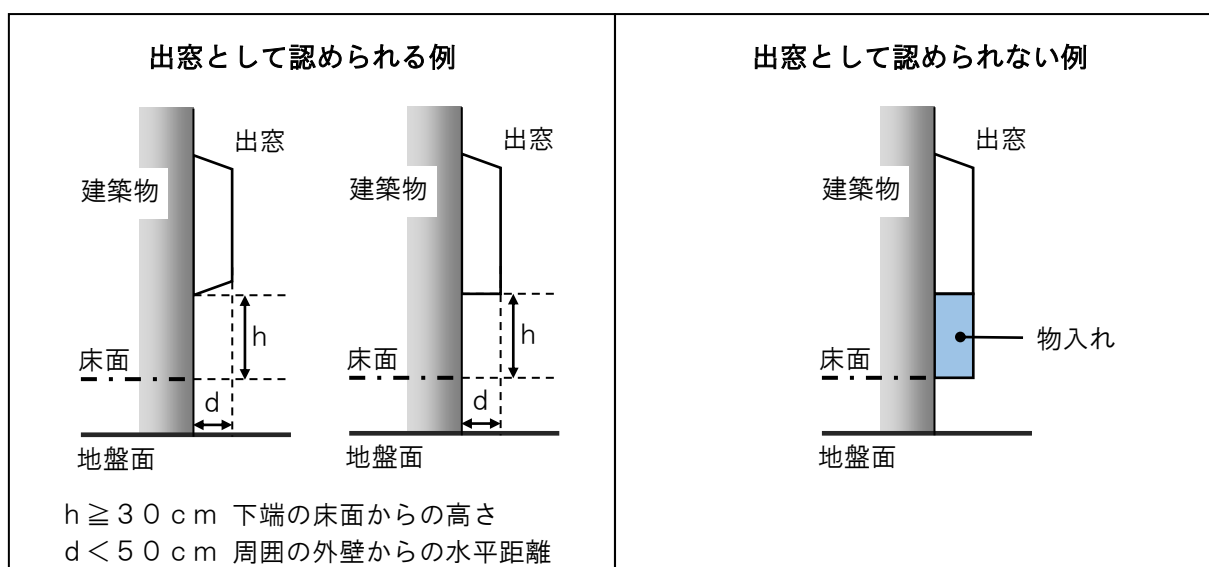 出窓として認められる例
出窓
建築物
h
床面
d
地盤面
出窓
建築物
h
床面
d
地盤面
h≧30cm 下端の床面からの高さ
d<50cm 周囲の外壁からの水平距離
出窓として認められない例
出窓
建築物
物入れ
床面
地盤面